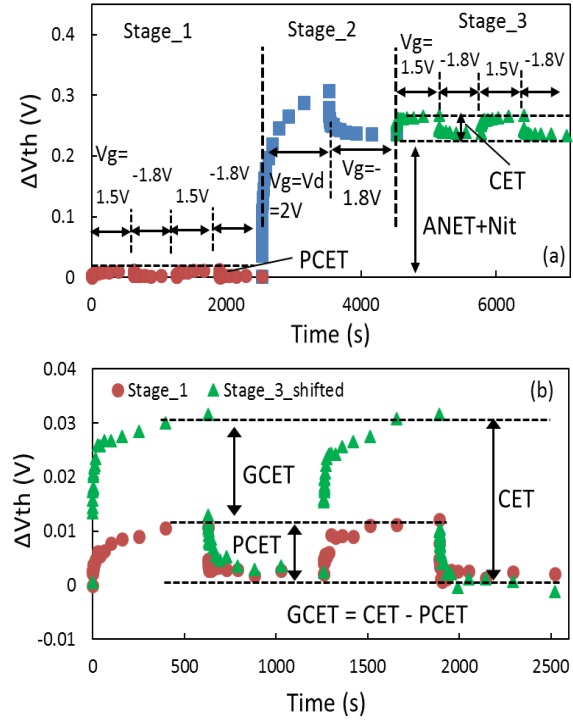 Stage_1
Stage_2
Stage_3
Vg=
1.5V
-1.8V
1.5V
-1.8V
Vg=
1.5V
-1.8V
1.5V
-1.8V
Vg=Vd
=2V
Vg=-
1.8V
CET
ANET+Nit
PCET
(a)
ΔVth (V)
0.4
0.3
0.2
0.1
0
0
2000
4000
6000
Time (s)
Stage_1
Stage_3_shifted
(b)
GCET
PCET
CET
GCET = CET - PCET
ΔVth (V)
0.04
0.03
0.02
0.01
0
-0.01
0
500
1000
1500
2000
2500
Time (s)